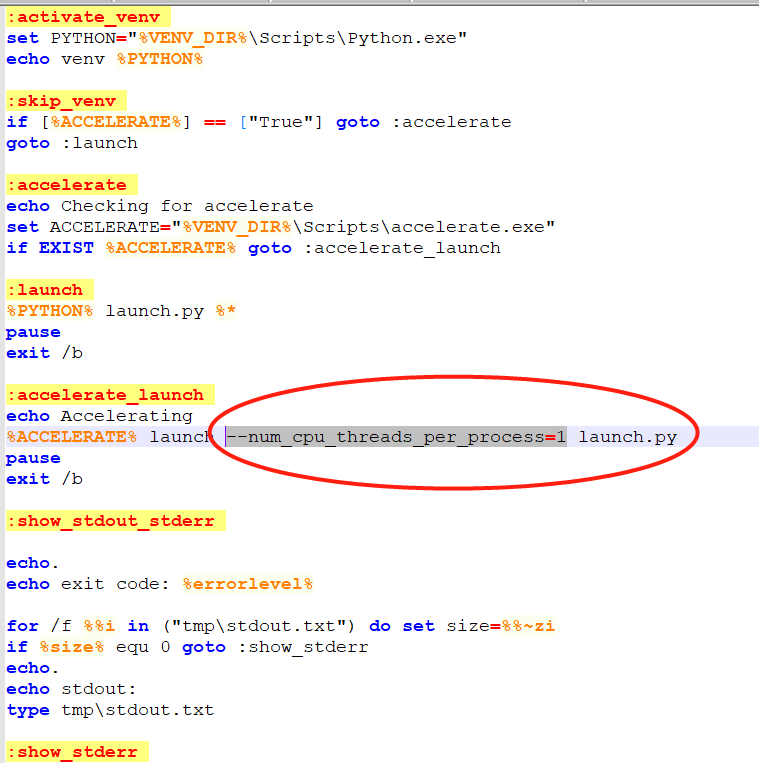 :activate_venv
set PYTHON="%VENV_DIR%\Scripts\Python.exe"
echo venv %PYTHON%
:skip_venv
if [%ACCELERATE%] == ["True"] goto :accelerate
goto :launch
:accelerate
echo Checking for accelerate
set ACCELERATE="%VENV_DIR%\Scripts\accelerate.exe"
if EXIST %ACCELERATE% goto :accelerate_launch
:launch
%PYTHON% launch.py %*
pause
exit /b
:accelerate_launch
echo Accelerating
%ACCELERATE% launch --num_cpu_threads_per_process=1 launch.py
pause
exit /b
:show_stdout_stderr
echo.
echo exit code: %errorlevel%
for /f %%i in ("tmp\stdout.txt") do set size=%%~zi
if %size% equ 0 goto :show_stderr
echo.
echo stdout:
type tmp\stdout.txt
:show_stderr